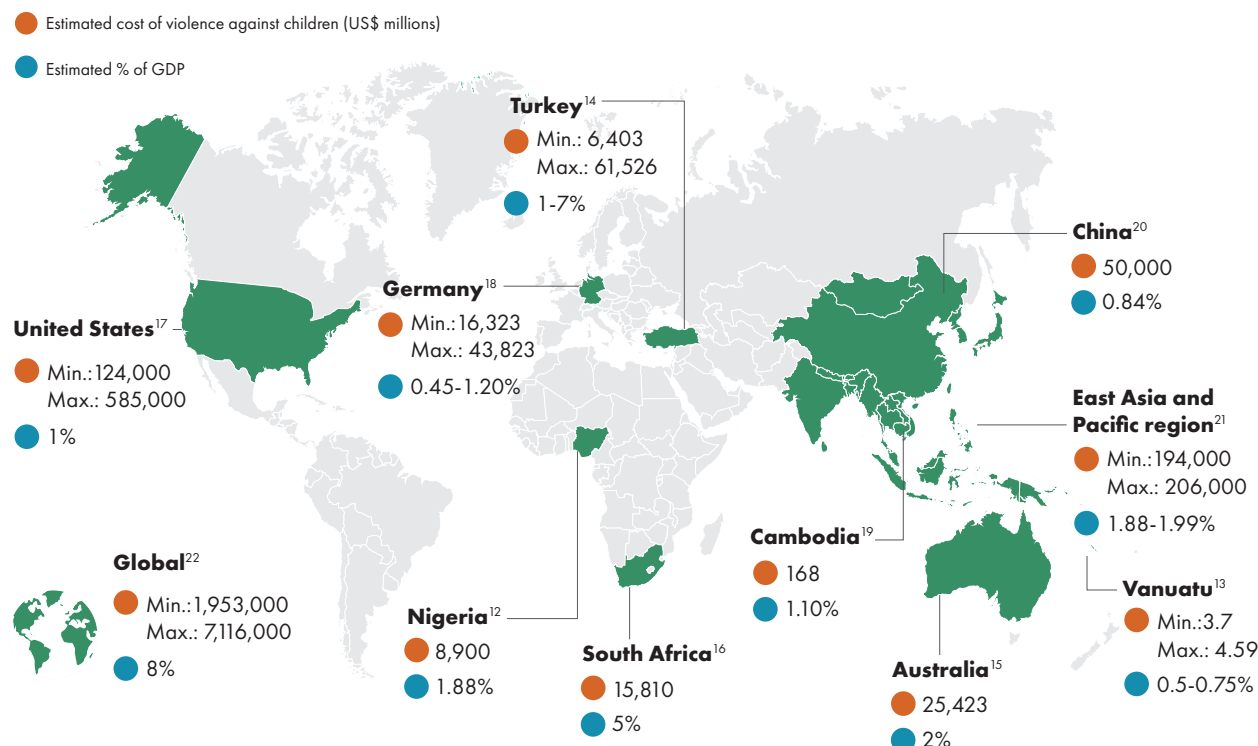 Estimated cost of violence against children (US$ millions)
Estimated % of GDP
Turkey14
Min.: 6,403
Max.: 61,526
1-7%
China20
50,000
0.84%
Germany18
Min.:16,323
Max.: 43,823
0.45-1.20%
United States17
Min.:124,000
Max.: 585,000
1%
East Asia and
Pacific region21
Min.:194,000
Max.: 206,000
1.88-1.99%
Cambodia19
168
1.10%
Global22
Min.:1,953,000
Max.: 7,116,000
8%
Nigeria12
8,900
1.88%
South Africa16
15,810
5%
Australia15
25,423
2%
Vanuatu13
Min.:3.7
Max.: 4.59
0.5-0.75%